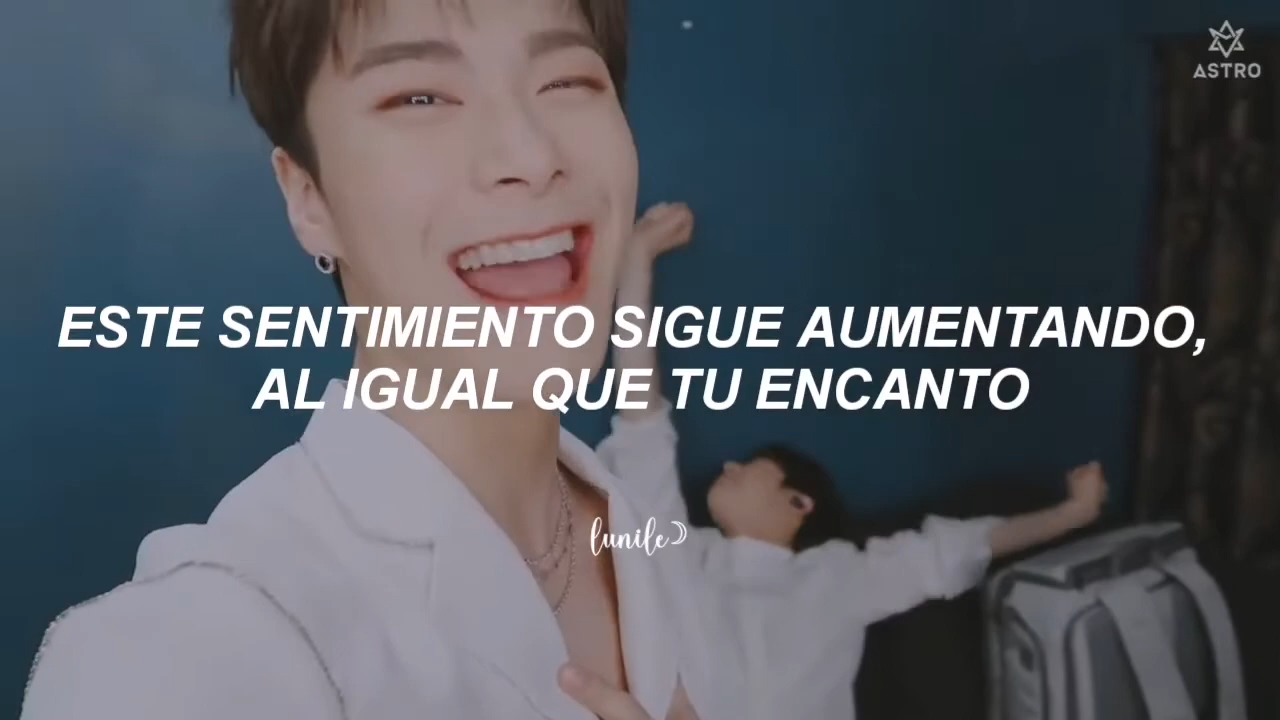 ASTRO
ESTE SENTIMIENTO SIGUE AUMENTANDO,
AL IGUAL QUE TU ENCANTO
lunile